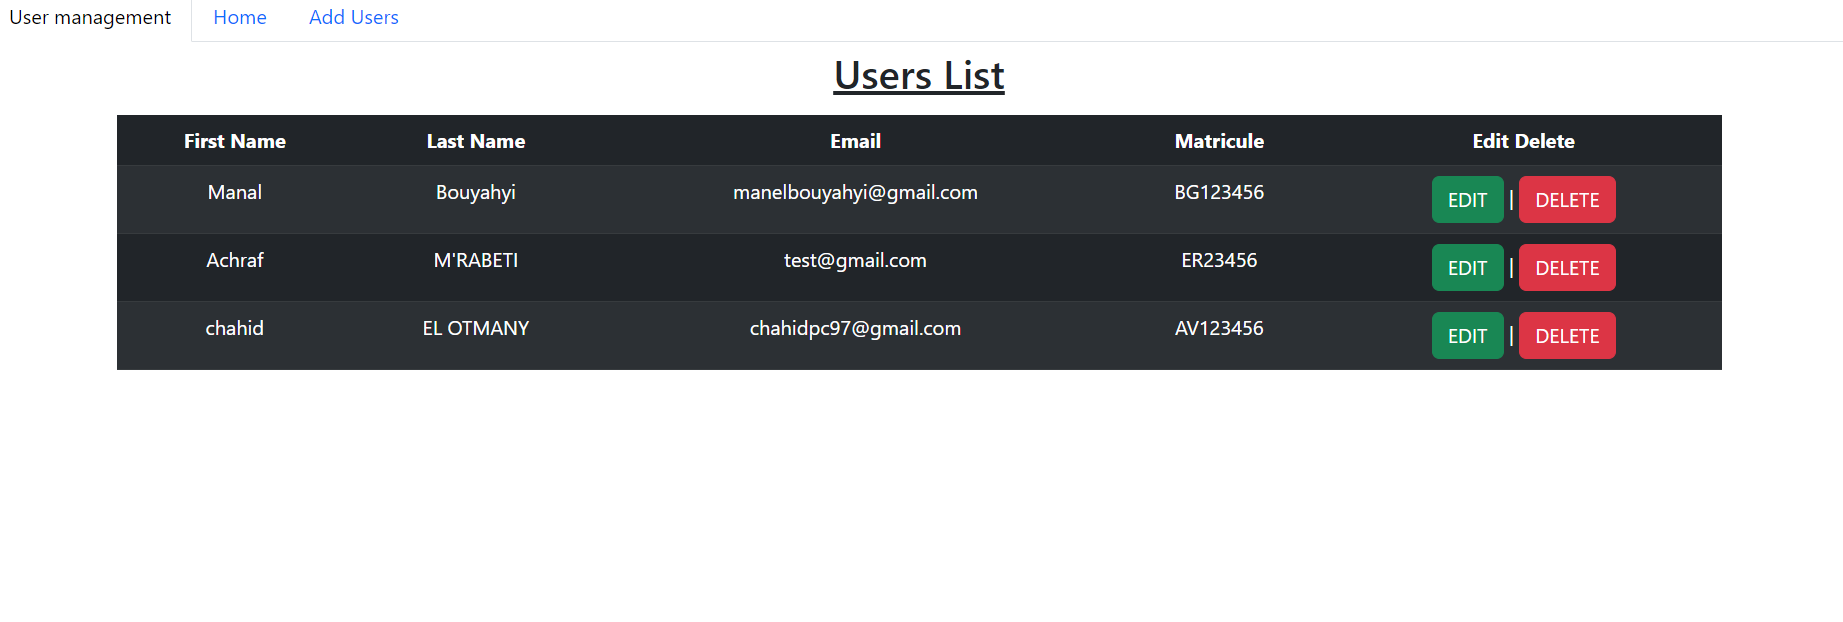 User management Home Add Users
Users List
First Name Last Name Email Matricule Edit Delete
Manal Bouyahyi manelbouyahyi@gmail.com BG123456 EDIT | DELETE
Achraf M'RABETI test@gmail.com ER23456 EDIT | DELETE
chahid EL OTMANY chahidpc97@gmail.com AV123456 EDIT | DELETE